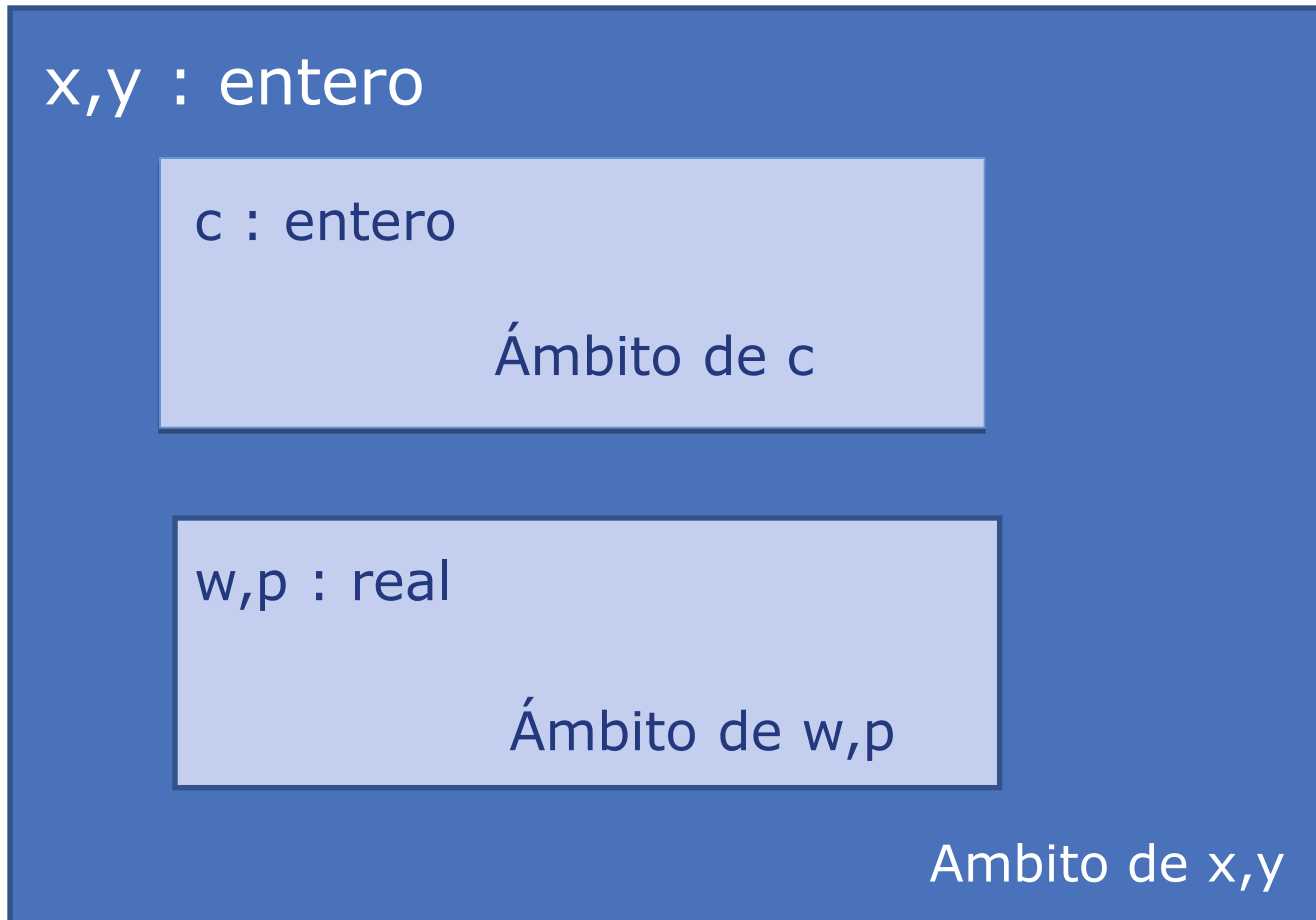 x,y : entero
c : entero
Ámbito de c
w,p : real
Ámbito de w,p
Ambito de x,y